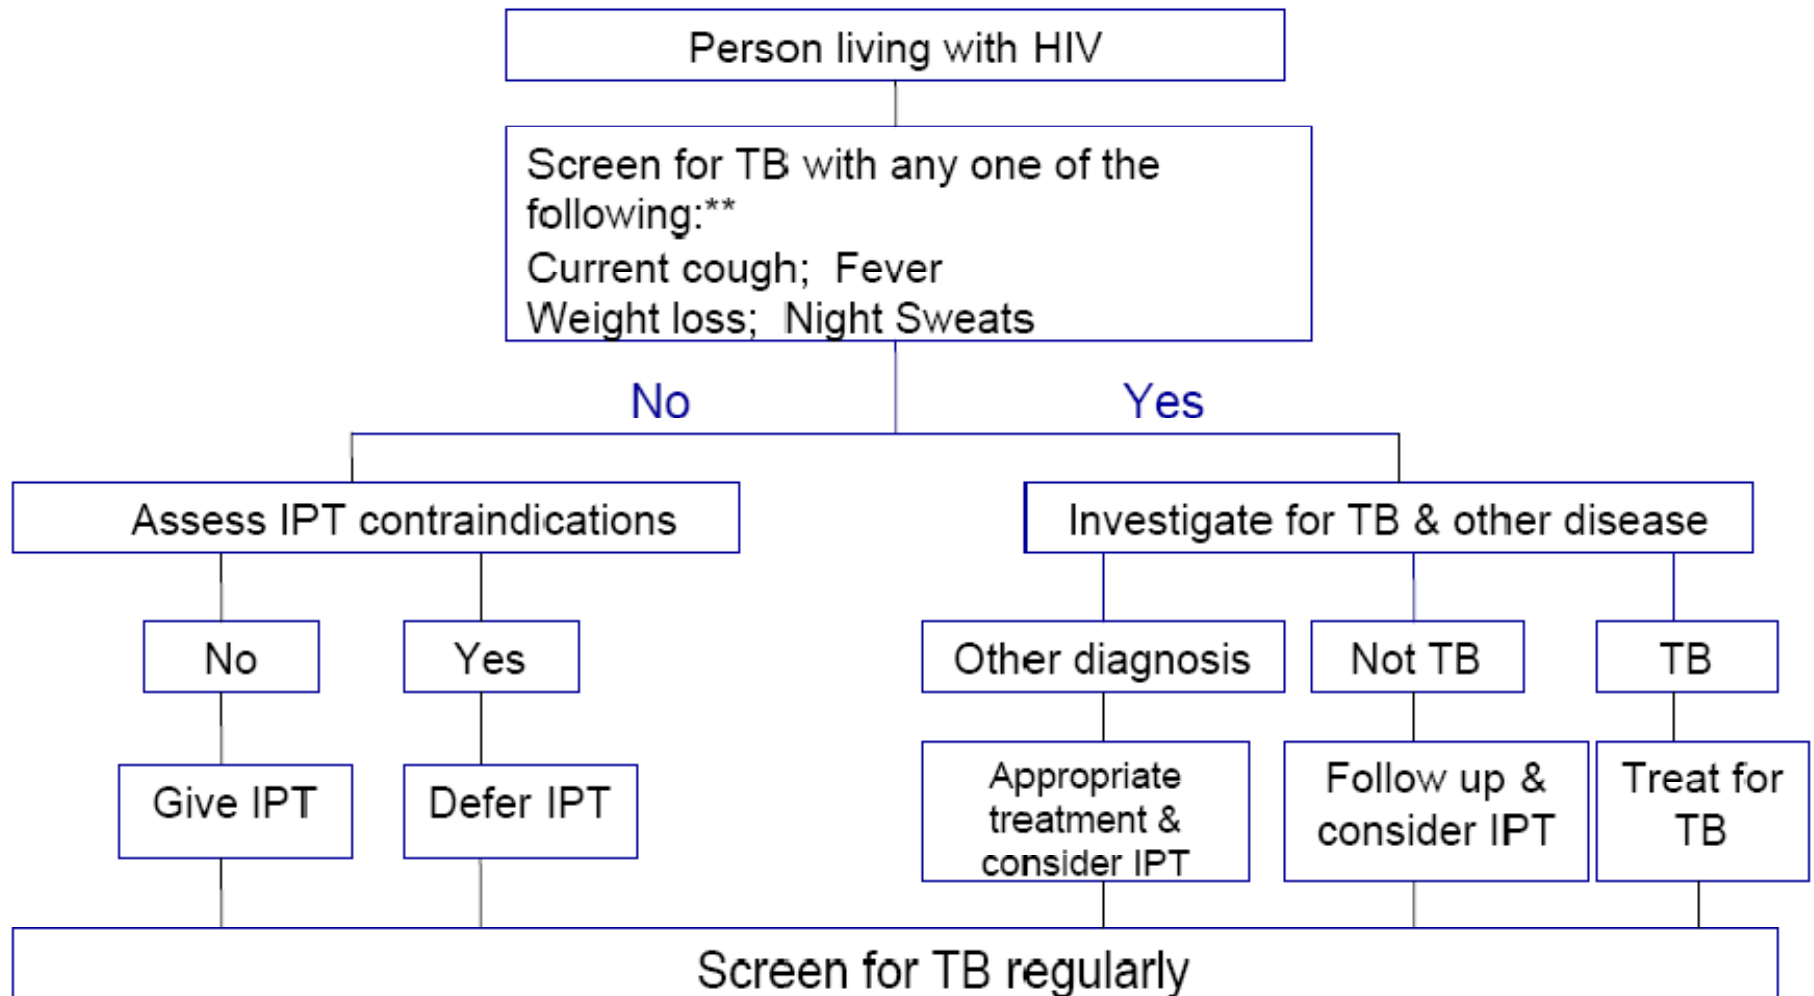 Person living with HIV
Screen for TB with any one of the
following:**
Current cough; Fever
Weight loss; Night Sweats
No
Yes
Assess IPT contraindications
Investigate for TB & other disease
No
Yes
Other diagnosis
Not TB
TB
Give IPT
Defer IPT
Appropriate
treatment &
consider IPT
Follow up &
consider IPT
Treat for
TB
Screen for TB regularly